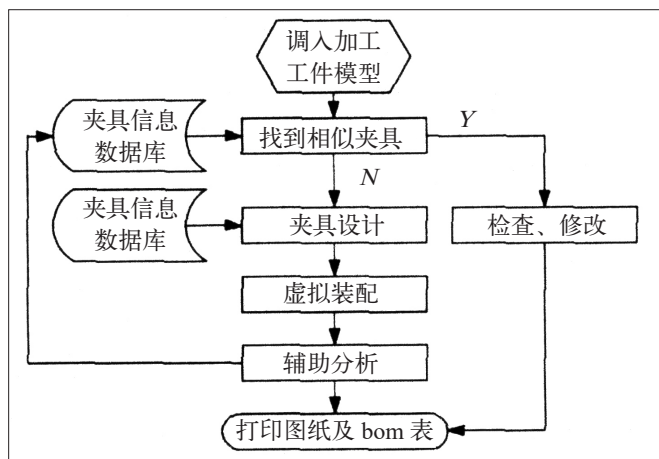 调入加工
工件模型
夹具信息
数据库
找到相似夹具
Y
N
夹具信息
数据库
夹具设计
检查、修改
虚拟装配
辅助分析
打印图纸及 bom 表